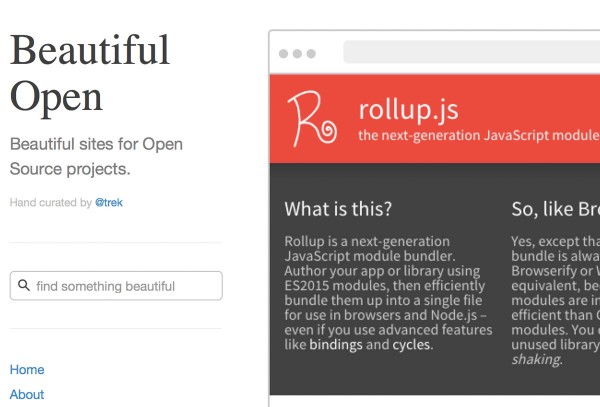 Beautiful
Open
Beautiful sites for Open
Source projects.
Hand curated by @trek
find something beautiful
Home
About
rollup.js
the next-generation JavaScript module
What is this?
Rollup is a next-generation
JavaScript module bundler.
Author your app or library using
ES2015 modules, then efficiently
bundle them up into a single file
for use in browsers and Node.js –
even if you use advanced features
like bindings and cycles.
So, like Br
Yes, except tha
bundle is alwa
Browserify or W
equivalent, be
modules are in
efficient than C
modules. You
unused library
shaking.